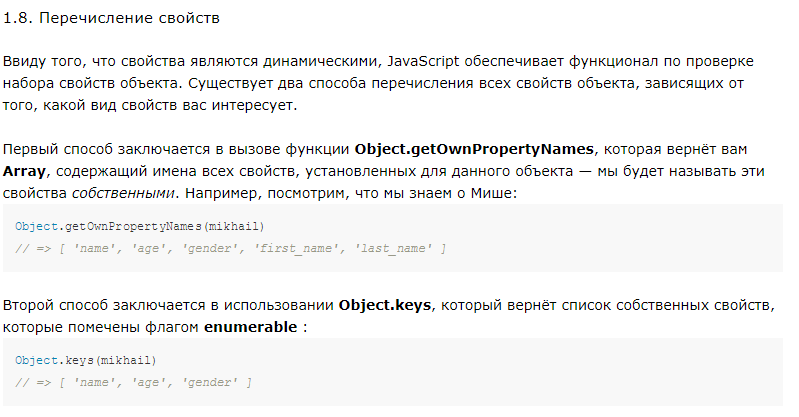 1.8. Перечисление свойств
Ввиду того, что свойства являются динамическими, JavaScript обеспечивает функционал по проверке
набора свойств объекта. Существует два способа перечисления всех свойств объекта, зависящих от
того, какой вид свойств вас интересует.
Первый способ заключается в вызове функции Object.getOwnPropertyNames, которая вернёт вам
Array, содержащий имена всех свойств, установленных для данного объекта — мы будет называть эти
свойства собственными. Например, посмотрим, что мы знаем о Мише:
Object.getOwnPropertyNames(mikhail)
// => [ 'name', 'age', 'gender', 'first_name', 'last_name' ]
Второй способ заключается в использовании Object.keys, который вернёт список собственных свойств,
которые помечены флагом enumerable :
Object.keys(mikhail)
// => [ 'name', 'age', 'gender' ]